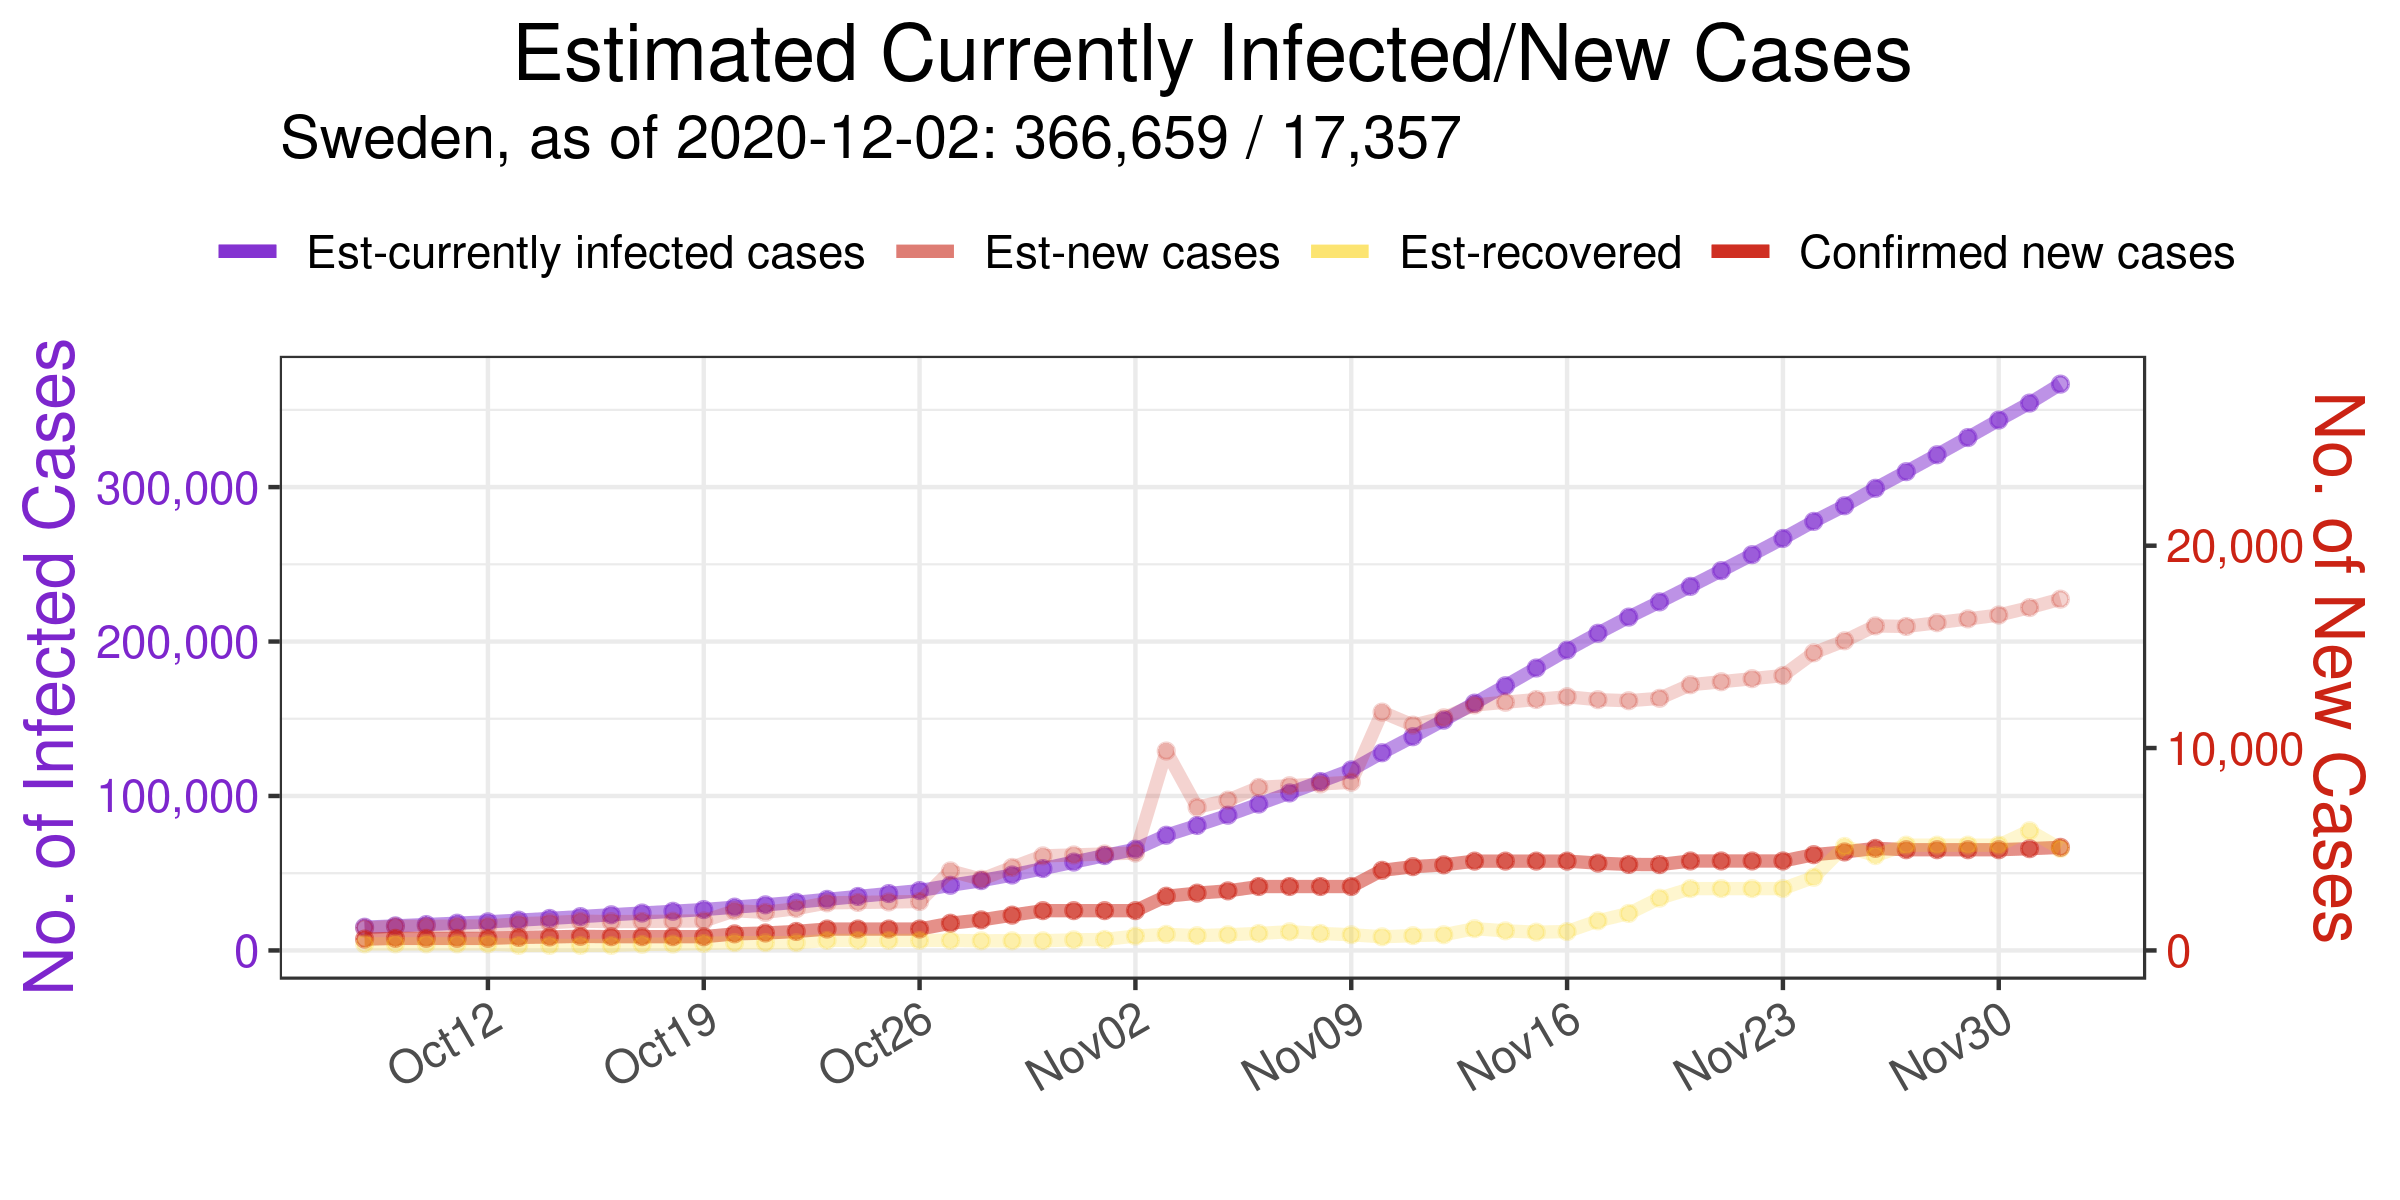 Estimated Currently Infected/New Cases
Sweden, as of 2020-12-02: 366,659 / 17,357
Est-currently infected cases Est-new cases Est-recovered Confirmed new cases
No. of Infected Cases
300,000
200,000
100,000
0
20,000
10,000
0
No. of New Cases
Oct12 Oct19 Oct26 Nov02 Nov09 Nov16 Nov23 Nov30